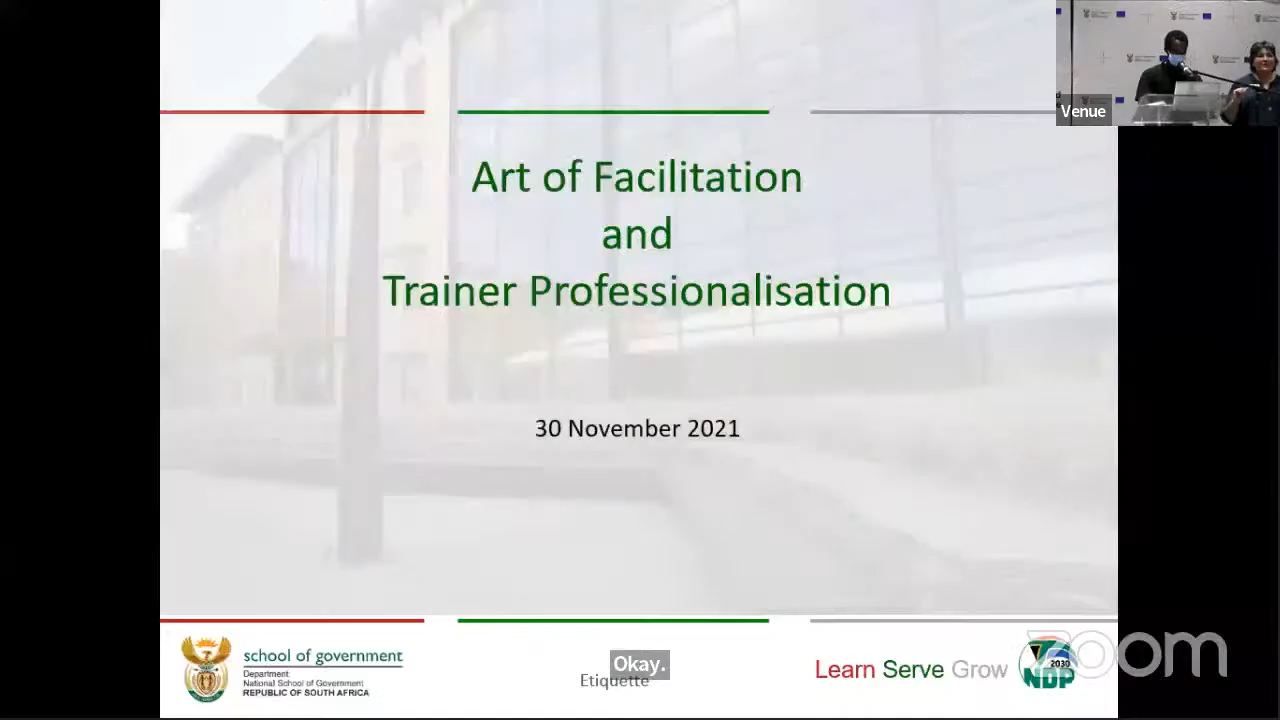 Venue
Art of Facilitation
and
Trainer Professionalisation
30 November 2021
school of government
Department:
National School of Government
REPUBLIC OF SOUTH AFRICA
Okay.
Etiquette
Learn Serve Grow
2030
NDP
zoom